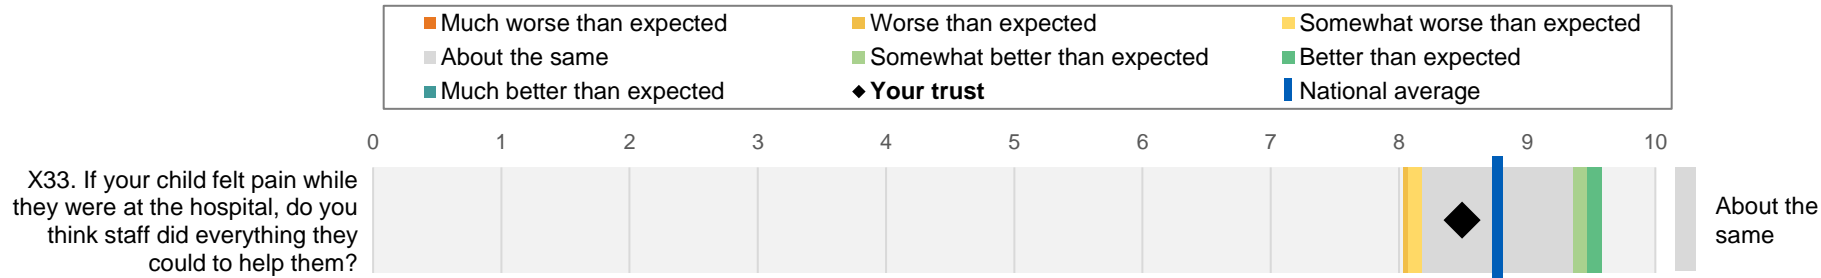 Much worse than expected
Worse than expected
Somewhat worse than expected
About the same
Somewhat better than expected
Better than expected
Much better than expected
Your trust
National average
0 1 2 3 4 5 6 7 8 9 10
X33. If your child felt pain while
they were at the hospital, do you
think staff did everything they
could to help them?
About the
same